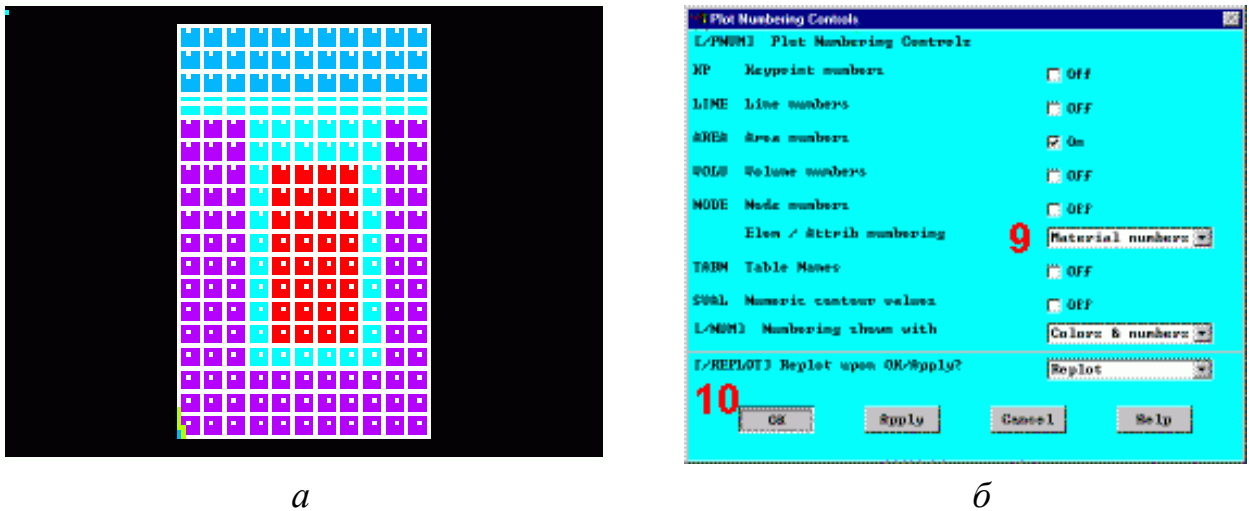 Plot Numbering Controls
[/PNUM] Plot Numbering Controls
KP Keypoint numbers Off
LINE Line numbers Off
AREA Area numbers On
VOLU Volume numbers Off
NODE Node numbers Off
Elem / Attrib numbering 9 Material numbers
TABN Table Names Off
SVAL Numeric contour values Off
[/NUM] Numbering shown with Colors & numbers
[/REPLOT] Replot upon OK/Apply? Replot
10
OK Apply Cancel Help
а б